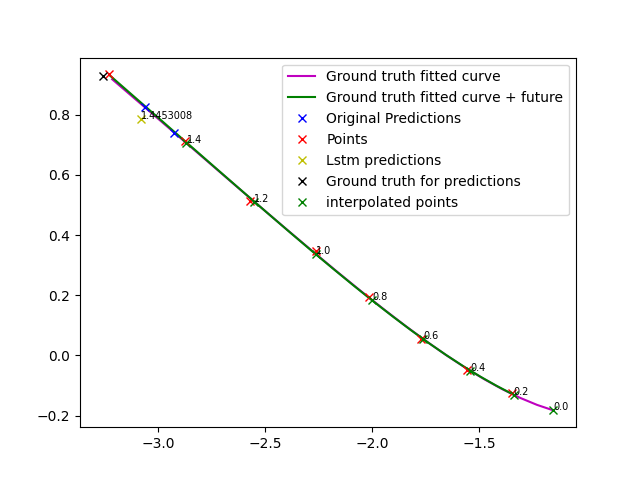 Ground truth fitted curve
Ground truth fitted curve + future
Original Predictions
Points
Lstm predictions
Ground truth for predictions
interpolated points
1.4453008
1.4
1.2
1.0
0.8
0.6
0.4
0.2
0.0
0.8
0.6
0.4
0.2
0.0
−0.2
−3.0 −2.5 −2.0 −1.5